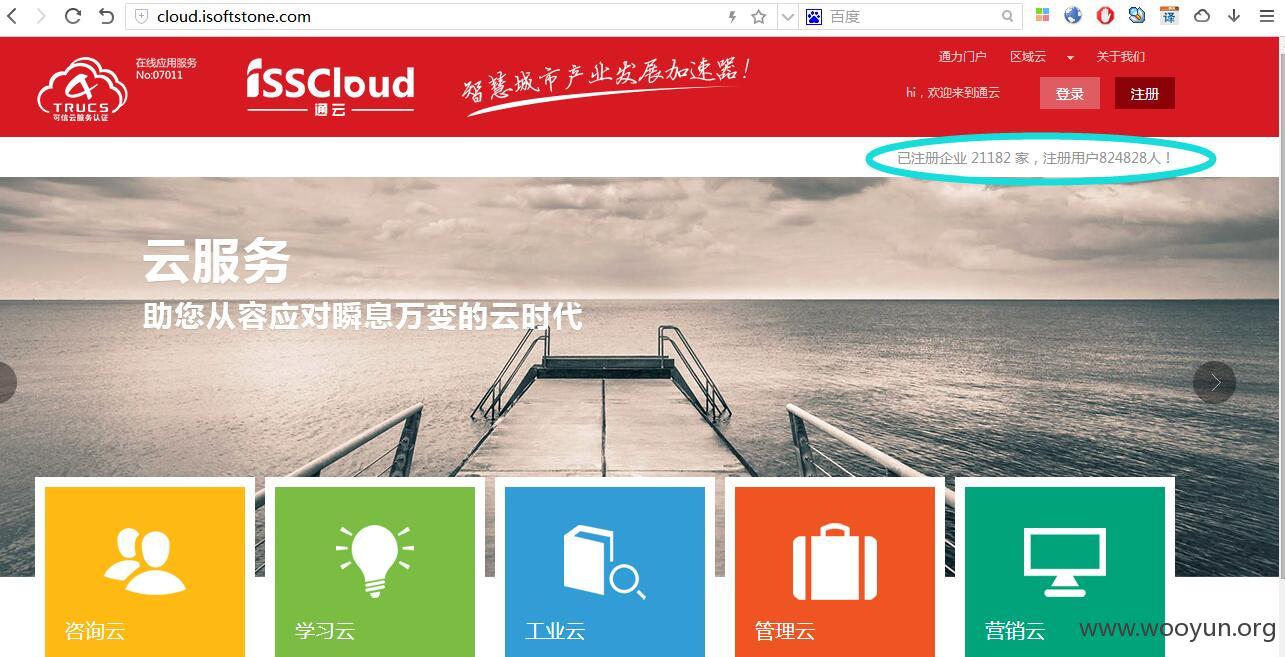 cloud.isoftstone.com
百度
译
在线应用服务
No:07011
TRUCS
可信云服务认证
iSSCloud
通云
智慧城市产业发展加速器！
通力门户 区域云 关于我们
hi，欢迎来到通云 登录 注册
已注册企业 21182 家，注册用户824828人！
云服务
助您从容应对瞬息万变的云时代
咨询云 学习云 工业云 管理云 营销云
www.wooyun.org